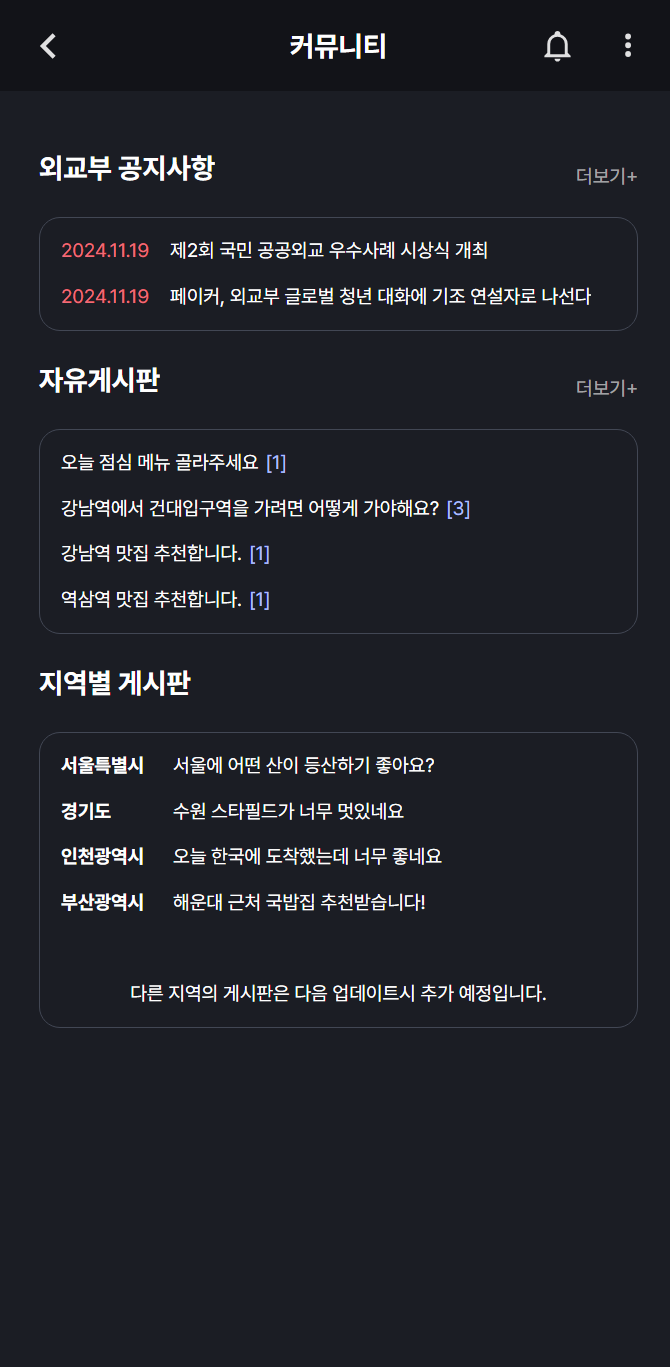 커뮤니티
외교부 공지사항
더보기+
2024.11.19 제2회 국민 공공외교 우수사례 시상식 개최
2024.11.19 페이커, 외교부 글로벌 청년 대화에 기조 연설자로 나선다
자유게시판
더보기+
오늘 점심 메뉴 골라주세요 [1]
강남역에서 건대입구역을 가려면 어떻게 가야해요? [3]
강남역 맛집 추천합니다. [1]
역삼역 맛집 추천합니다. [1]
지역별 게시판
서울특별시 서울에 어떤 산이 등산하기 좋아요?
경기도 수원 스타필드가 너무 멋있네요
인천광역시 오늘 한국에 도착했는데 너무 좋네요
부산광역시 해운대 근처 국밥집 추천받습니다!
다른 지역의 게시판은 다음 업데이트시 추가 예정입니다.